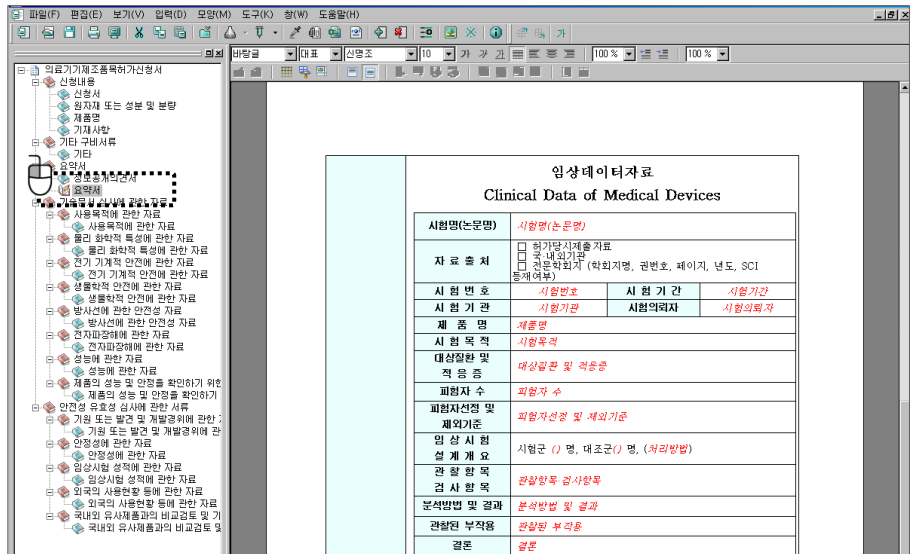 파일(F) 편집(E) 보기(V) 입력(D) 모양(M) 도구(K) 창(W) 도움말(H)
바탕글 대표 신명조 10 가 가 가 100 % 100 %
의료기기제조품목허가신청서
신청내용
신청서
원자재 또는 성분 및 분량
제품명
기재사항
기타 구비서류
기타
요약서
정보공개의견서
요약서
기술문서 심사에 관한 자료
사용목적에 관한 자료
사용목적에 관한 자료
물리 화학적 특성에 관한 자료
물리 화학적 특성에 관한 자료
전기 기계적 안전에 관한 자료
전기 기계적 안전에 관한 자료
생물학적 안전에 관한 자료
생물학적 안전에 관한 자료
방사선에 관한 안전성 자료
방사선에 관한 안전성 자료
전자파장해에 관한 자료
전자파장해에 관한 자료
성능에 관한 자료
성능에 관한 자료
제품의 성능 및 안정을 확인하기 위한
제품의 성능 및 안정을 확인하기
안전성 유효성 심사에 관한 서류
기원 또는 발견 및 개발경위에 관한
기원 또는 발견 및 개발경위에 관
안정성에 관한 자료
안정성에 관한 자료
임상시험 성적에 관한 자료
임상시험 성적에 관한 자료
외국의 사용현황 등에 관한 자료
외국의 사용현황 등에 관한 자료
국내외 유사제품과의 비교검토 및 기
국내외 유사제품과의 비교검토 및
임상데이터자료
Clinical Data of Medical Devices
시험명(논문명) 시험명(논문명)
자 료 출 처
□ 허가당시제출자료
□ 국·내외기관
□ 전문학회지 (학회지명, 권번호, 페이지, 년도, SCI
등재여부)
시 험 번 호 시험번호 시 험 기 간 시험기간
시 험 기 관 시험기관 시험의뢰자 시험의뢰자
제 품 명 제품명
시 험 목 적 시험목적
대상질환 및
적 응 증
대상질환 및 적응증
피험자 수 피험자 수
피험자선정 및
제외기준
피험자선정 및 제외기준
임 상 시 험
설 계 개 요
시험군 () 명, 대조군() 명, (처리방법)
관 찰 항 목
검 사 항 목
관찰항목 검사항목
분석방법 및 결과 분석방법 및 결과
관찰된 부작용 관찰된 부작용
결론 결론